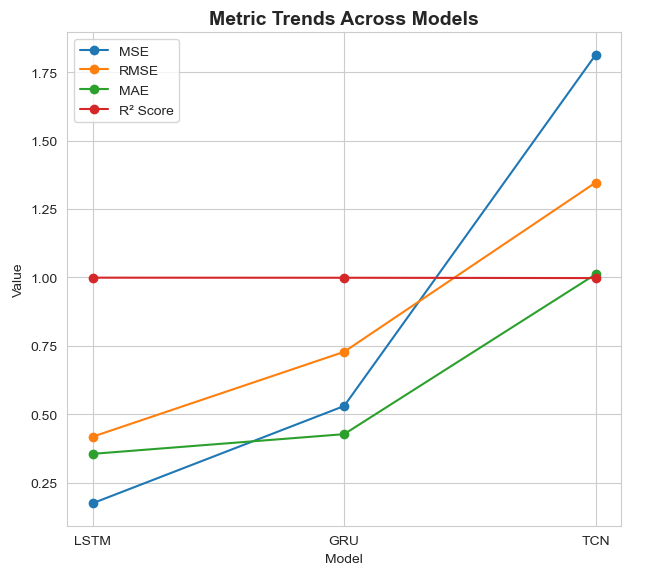 Metric Trends Across Models
MSE
RMSE
MAE
R² Score
Value
1.75
1.50
1.25
1.00
0.75
0.50
0.25
LSTM GRU TCN
Model